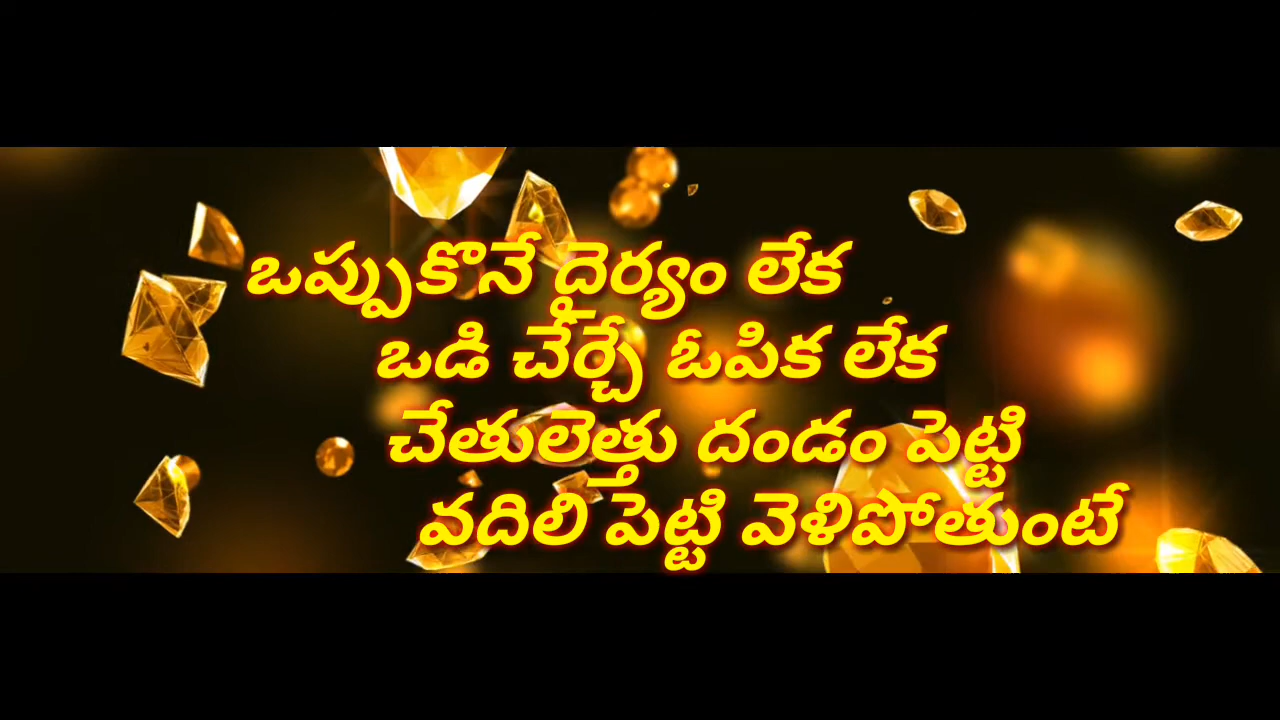 ఒప్పుకొనే దైర్యం లేక
ఒడి చేర్చే ఓపిక లేక
చేతులెత్తు దండం పెట్టి
వదిలి పెట్టి వెళిపోతుంటే